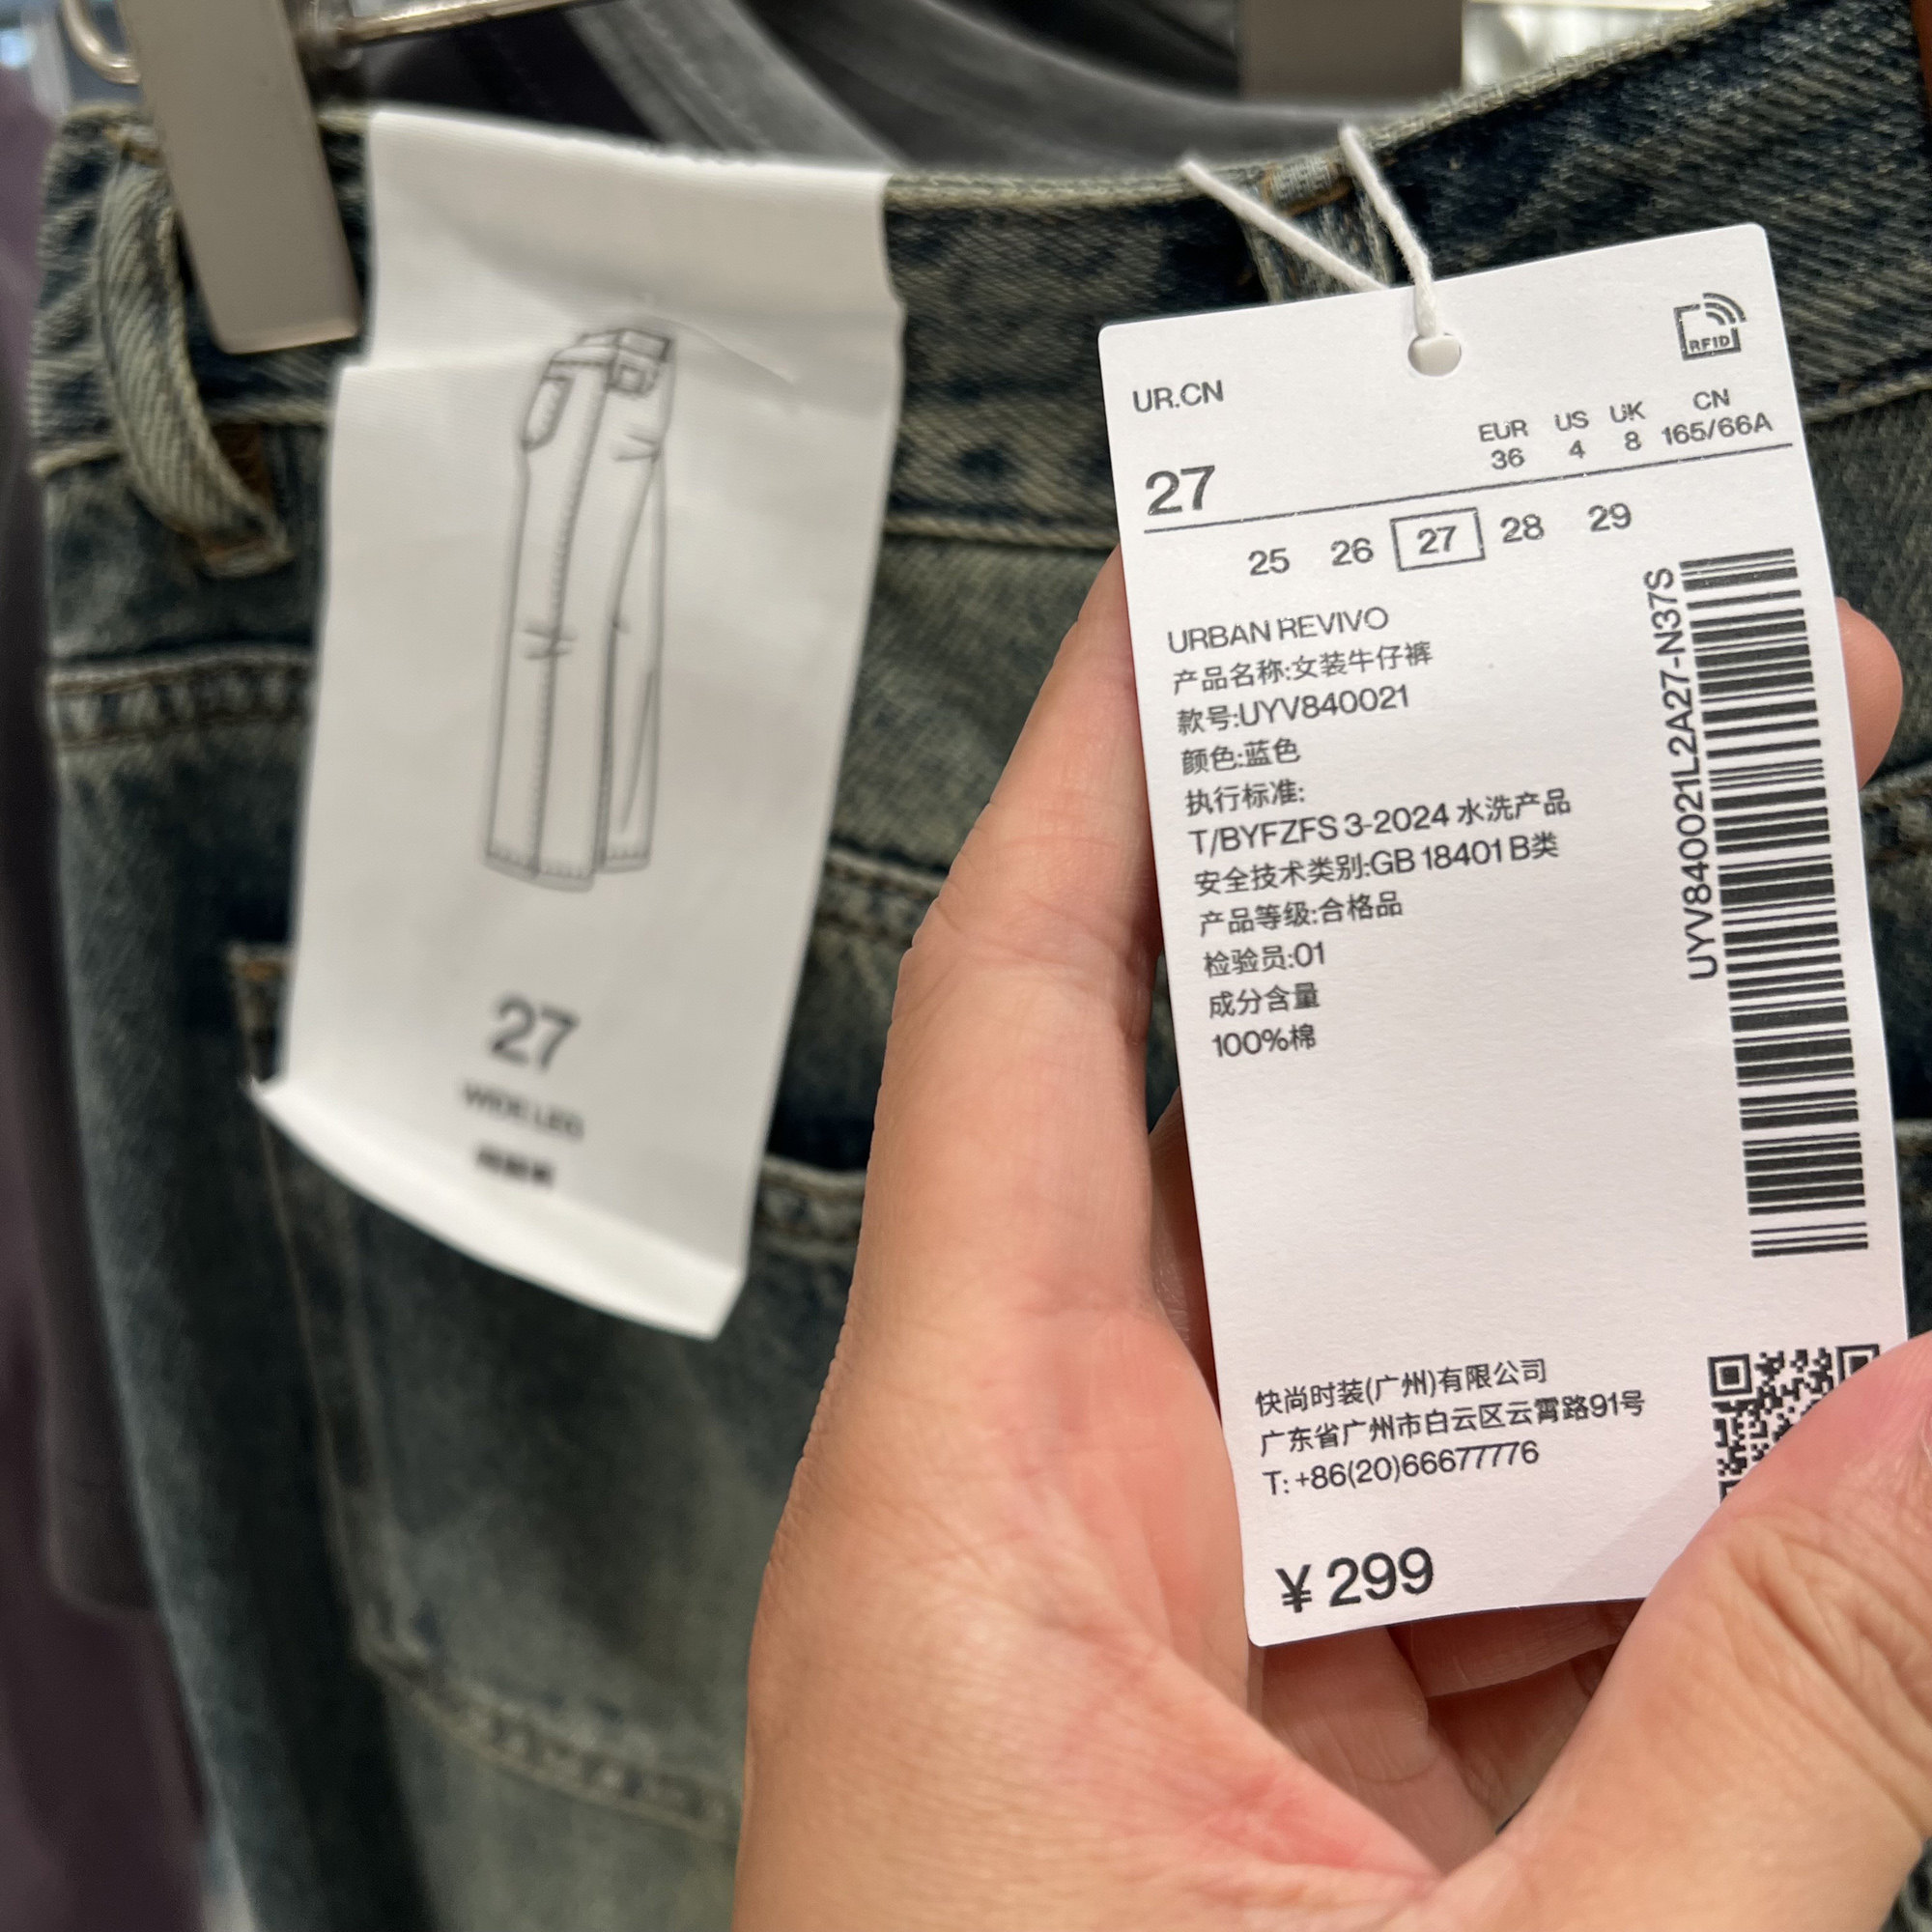 27
WIDE LEG
UR.CN
RFID
27
EUR US UK CN
36 4 8 165/66A
25 26 27 28 29
URBAN REVIVO
产品名称:女装牛仔裤
款号:UYV840021
颜色:蓝色
执行标准:
T/BYFZFS 3-2024 水洗产品
安全技术类别:GB 18401 B类
产品等级:合格品
检验员:01
成分含量
100%棉
UYV840021L2A27-N37S
快尚时装(广州)有限公司
广东省广州市白云区云霄路91号
T: +86(20)66677776
¥ 299